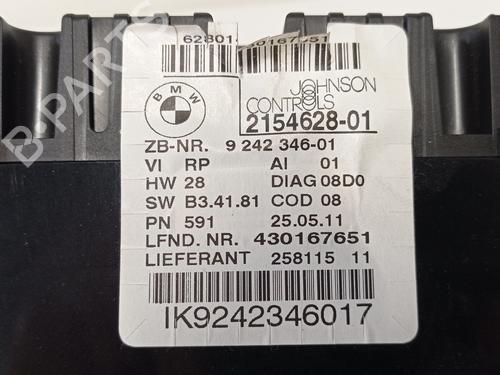 62801 430167651
BMW
JOHNSON
CONTROLS
2154628-01
ZB-NR. 9 242 346-01
VI RP AI 01
HW 28 DIAG 08D0
SW B3.41.81 COD 08
PN 591 25.05.11
LFND. NR. 430167651
LIEFERANT 258115 11
IK9242346017
B-PARTS